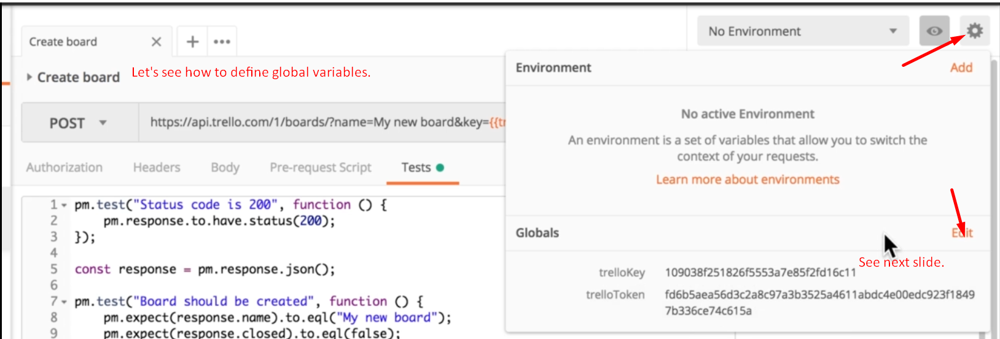 No Environment
Create board
Environment
Add
Let's see how to define global variables.
Create board
No active Environment
POST
https://api.trello.com/1/boards/?name=My new board&key={{tr
An environment is a set of variables that allow you to switch the
context of your requests.
Authorization
Headers
Body
Pre-request Script
Tests
Learn more about environments
1 pm.test("Status code is 200", function () {
2 pm.response.to.have.status(200);
3 });
4
5 const response = pm.response.json();
6
7 pm.test("Board should be created", function () {
8 pm.expect(response.name).to.eql("My new board");
9 pm.expect(response.closed).to.eql(false);
Globals
Edit
See next slide.
trelloKey 109038f251826f5553a7e85f2fd16c11
trelloToken fd6b5aea56d3c2a8c97a3b3525a4611abdc4e00edc923f1849
7b336ce74c615a